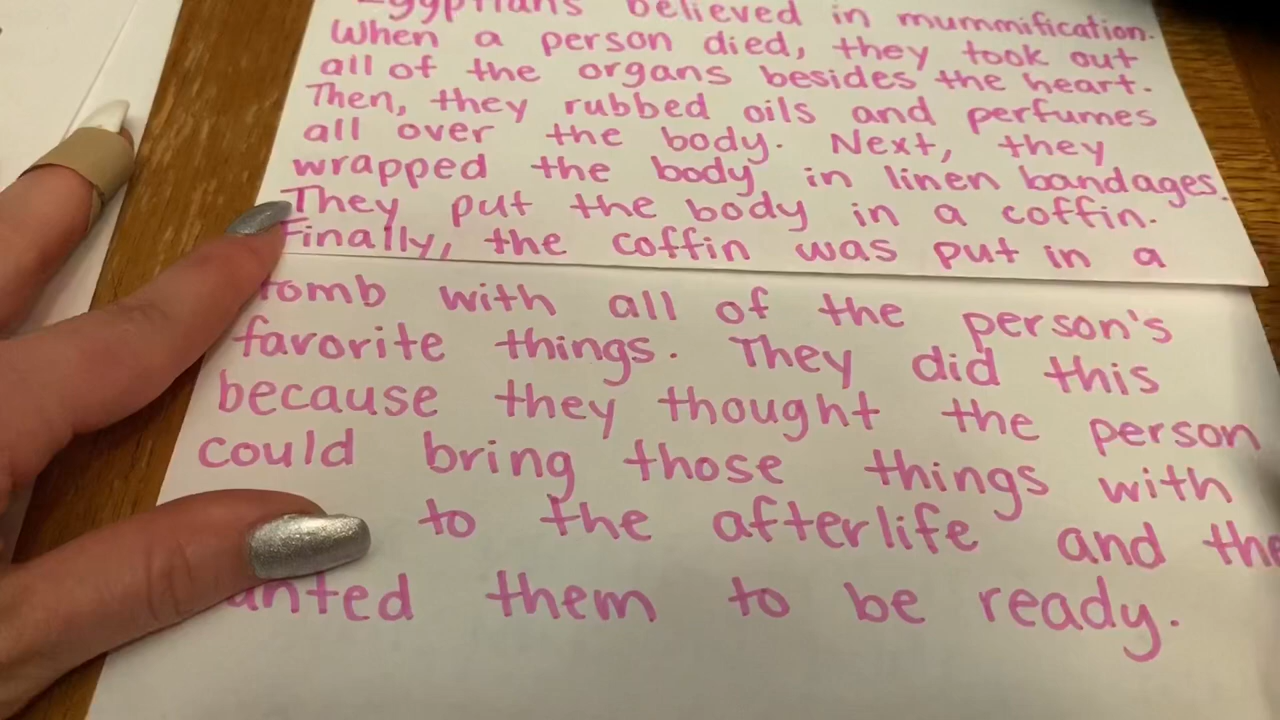 Egyptians believed in mummification.
When a person died, they took out
all of the organs besides the heart.
Then, they rubbed oils and perfumes
all over the body. Next, they
wrapped the body in linen bandages.
They put the body in a coffin.
Finally, the coffin was put in a
tomb with all of the person's
favorite things. They did this
because they thought the person
could bring those things with
to the afterlife and
them to be ready.